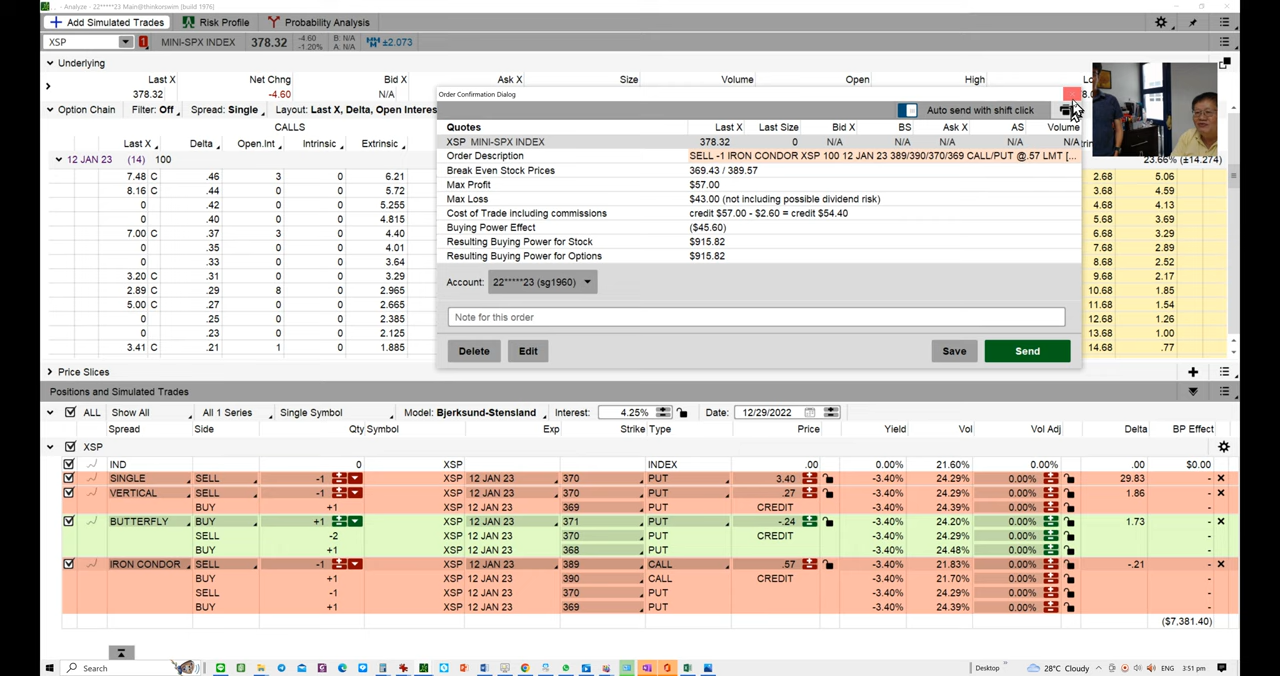 - Analyze - 22*****23 Main@thinkorswim [build 1976]
+ Add Simulated Trades Risk Profile Probability Analysis
XSP 1 MINI-SPX INDEX 378.32 -4.60 -1.20% B: N/A A: N/A ±2.073
Underlying
Last X Net Chng Bid X Ask X Size Volume Open High
378.32 -4.60 N/A
Option Chain Filter: Off Spread: Single Layout: Last X, Delta, Open Interes
CALLS
Last X Delta Open.Int Intrinsic Extrinsic
12 JAN 23 (14) 100 23.66% (±14.274)
7.48 C .46 3 0 6.21 2.68 5.06
8.16 C .44 0 0 5.72 3.68 4.58
0 .42 0 0 5.255 4.68 4.13
0 .40 0 0 4.815 5.68 3.69
7.00 C .37 3 0 4.40 6.68 3.28
0 .35 0 0 4.01 7.68 2.89
0 .33 0 0 3.64 8.68 2.52
3.20 C .31 0 0 3.29 9.68 2.17
2.89 C .29 8 0 2.965 10.68 1.85
5.00 C .27 0 0 2.665 11.68 1.54
0 .25 0 0 2.385 12.68 1.26
0 .23 0 0 2.125 13.68 1.00
3.41 C .21 1 0 1.885 14.68 .77
Order Confirmation Dialog
Auto send with shift click
Quotes Last X Last Size Bid X BS Ask X AS Volume
XSP MINI-SPX INDEX 378.32 0 N/A N/A N/A
Order Description SELL -1 IRON CONDOR XSP 100 12 JAN 23 389/390/370/369 CALL/PUT @.57 LMT [...
Break Even Stock Prices 369.43 / 389.57
Max Profit $57.00
Max Loss $43.00 (not including possible dividend risk)
Cost of Trade including commissions credit $57.00 - $2.60 = credit $54.40
Buying Power Effect ($45.60)
Resulting Buying Power for Stock $915.82
Resulting Buying Power for Options $915.82
Account: 22*****23 (sg1960)
Note for this order
Delete Edit Save Send
Price Slices
Positions and Simulated Trades
ALL Show All All 1 Series Single Symbol Model: Bjerksund-Stensland Interest: 4.25% Date: 12/29/2022
Spread Side Qty Symbol Exp Strike Type Price Yield Vol Vol Adj Delta BP Effect
XSP
IND 0 XSP INDEX .00 0.00% 21.60% 0.00% .00 $0.00
SINGLE SELL -1 XSP 12 JAN 23 370 PUT 3.40 -3.40% 24.29% 0.00% 29.83 -
VERTICAL SELL -1 XSP 12 JAN 23 370 PUT .27 -3.40% 24.29% 0.00% 1.86 -
BUY +1 XSP 12 JAN 23 369 PUT CREDIT -3.40% 24.39% 0.00% -
BUTTERFLY BUY +1 XSP 12 JAN 23 371 PUT -.24 -3.40% 24.20% 0.00% 1.73 -
SELL -2 XSP 12 JAN 23 370 PUT CREDIT -3.40% 24.29% 0.00% -
BUY +1 XSP 12 JAN 23 368 PUT -3.40% 24.48% 0.00% -
IRON CONDOR SELL -1 XSP 12 JAN 23 389 CALL .57 -3.40% 21.83% 0.00% -.21 -
BUY +1 XSP 12 JAN 23 390 CALL CREDIT -3.40% 21.70% 0.00% -
SELL -1 XSP 12 JAN 23 370 PUT -3.40% 24.29% 0.00% -
BUY +1 XSP 12 JAN 23 369 PUT -3.40% 24.39% 0.00% -
($7,381.40)
Search Desktop 28°C Cloudy ENG 3:51 pm